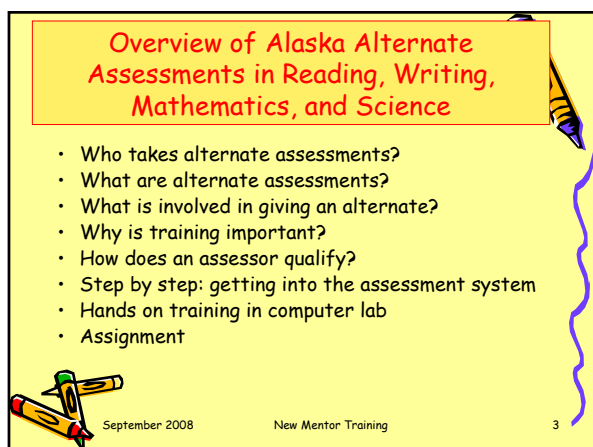 Overview of Alaska Alternate
Assessments in Reading, Writing,
Mathematics, and Science
• Who takes alternate assessments?
• What are alternate assessments?
• What is involved in giving an alternate?
• Why is training important?
• How does an assessor qualify?
• Step by step: getting into the assessment system
• Hands on training in computer lab
• Assignment
September 2008 New Mentor Training 3